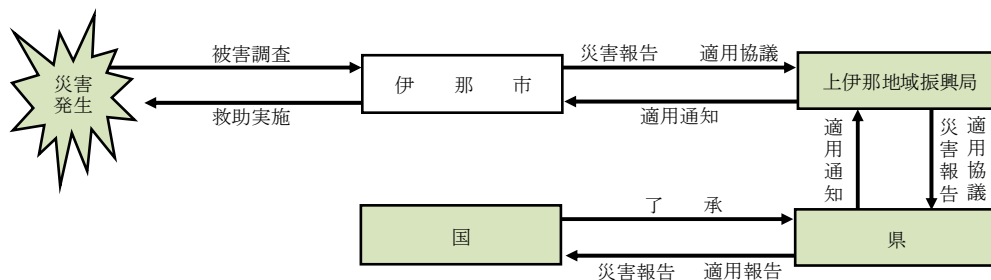 被害調査
災害報告 適用協議
災害
発生
伊 那 市
上伊那地域振興局
救助実施
適用通知
適用通知
災害報告
適用協議
了 承
国
県
災害報告 適用報告